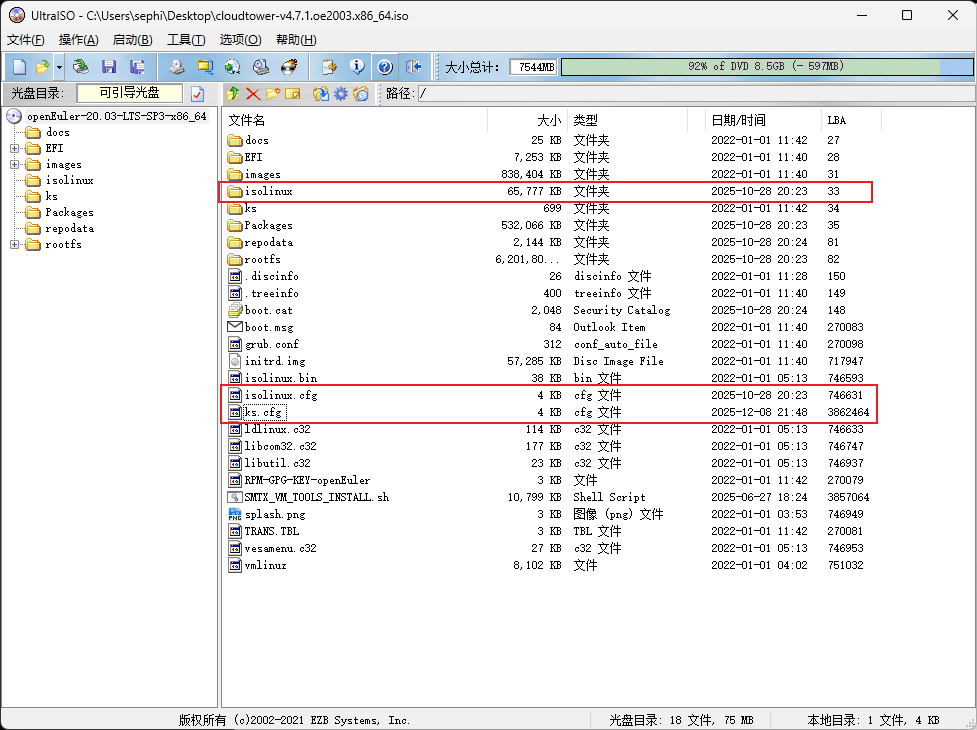 UltraISO - C:\Users\sephi\Desktop\cloudtower-v4.7.1.oe2003.x86_64.iso
文件(F) 操作(A) 启动(B) 工具(T) 选项(O) 帮助(H)
大小总计: 7544MB 92% of DVD 8.5GB (- 597MB)
光盘目录: 可引导光盘 路径: /
openEuler-20.03-LTS-SP3-x86_64
docs
EFI
images
isolinux
ks
Packages
repodata
rootfs
文件名 大小 类型 日期/时间 LBA
docs 25 KB 文件夹 2022-01-01 11:42 27
EFI 7,253 KB 文件夹 2022-01-01 11:40 28
images 838,404 KB 文件夹 2022-01-01 11:40 31
isolinux 65,777 KB 文件夹 2025-10-28 20:23 33
ks 699 文件夹 2022-01-01 11:42 34
Packages 532,066 KB 文件夹 2025-10-28 20:23 35
repodata 2,144 KB 文件夹 2025-10-28 20:24 81
rootfs 6,201,80... 文件夹 2025-10-28 20:23 82
.discinfo 26 discinfo 文件 2022-01-01 11:28 150
.treeinfo 400 treeinfo 文件 2022-01-01 11:40 149
boot.cat 2,048 Security Catalog 2025-10-28 20:24 148
boot.msg 84 Outlook Item 2022-01-01 11:40 270083
grub.conf 312 conf_auto_file 2022-01-01 11:40 270098
initrd.img 57,285 KB Disc Image File 2022-01-01 11:40 717947
isolinux.bin 38 KB bin 文件 2022-01-01 05:13 746593
isolinux.cfg 4 KB cfg 文件 2025-10-28 20:23 746631
ks.cfg 4 KB cfg 文件 2025-12-08 21:48 3862464
ldlinux.c32 114 KB c32 文件 2022-01-01 05:13 746633
libcom32.c32 177 KB c32 文件 2022-01-01 05:13 746747
libutil.c32 23 KB c32 文件 2022-01-01 05:13 746937
RPM-GPG-KEY-openEuler 3 KB 文件 2022-01-01 11:42 270079
SMTX_VM_TOOLS_INSTALL.sh 10,799 KB Shell Script 2025-06-27 18:24 3857064
splash.png 3 KB 图像 (png) 文件 2022-01-01 03:53 746949
TRANS.TBL 3 KB TBL 文件 2022-01-01 11:42 270081
vesamenu.c32 27 KB c32 文件 2022-01-01 05:13 746953
vmlinuz 8,102 KB 文件 2022-01-01 04:02 751032
版权所有 (c)2002-2021 EZB Systems, Inc. 光盘目录: 18 文件, 75 MB 本地目录: 1 文件, 4 KB